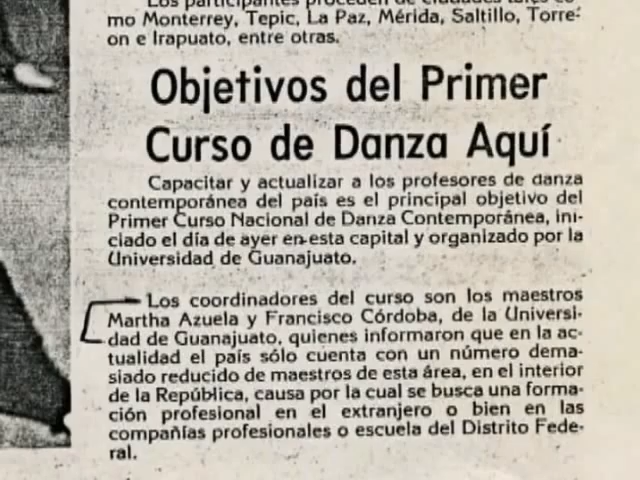 Los participantes proceden de ciudades tales co-
mo Monterrey, Tepic, La Paz, Mérida, Saltillo, Torre-
on e Irapuato, entre otras.
Objetivos del Primer
Curso de Danza Aquí
Capacitar y actualizar a los profesores de danza
contemporánea del país es el principal objetivo del
Primer Curso Nacional de Danza Contemporánea, ini-
ciado el día de ayer en esta capital y organizado por la
Universidad de Guanajuato.
Los coordinadores del curso son los maestros
Martha Azuela y Francisco Córdoba, de la Universi-
dad de Guanajuato, quienes informaron que en la ac-
tualidad el país sólo cuenta con un número dema-
siado reducido de maestros de esta área, en el interior
de la República, causa por la cual se busca una forma-
ción profesional en el extranjero o bien en las
compañías profesionales o escuela del Distrito Fede-
ral.